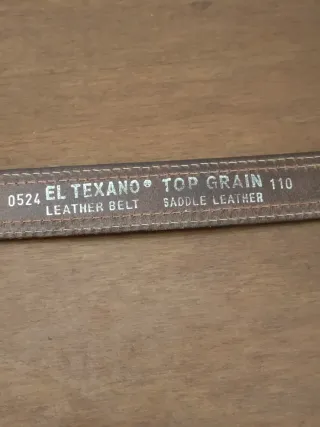 0524 EL TEXANO® TOP GRAIN 110
LEATHER BELT SADDLE LEATHER